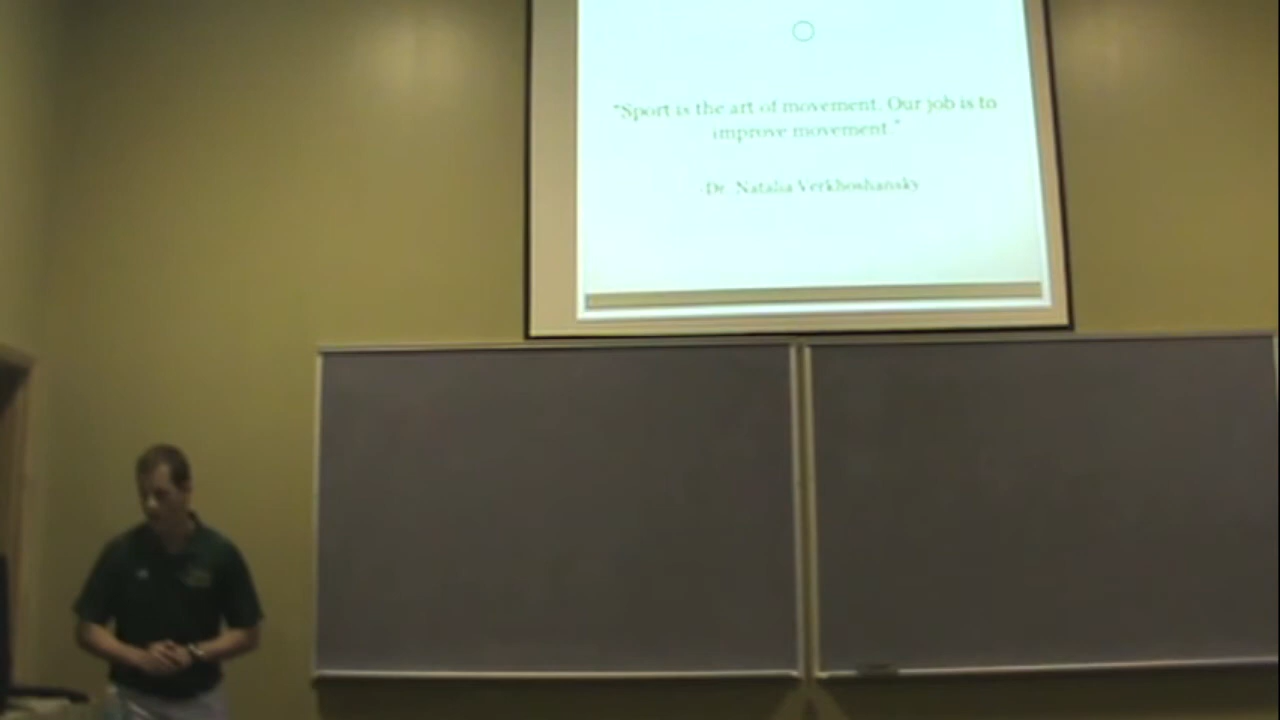 "Sport is the art of movement. Our job is to
improve movement."
-Dr. Natalia Verkhoshansky